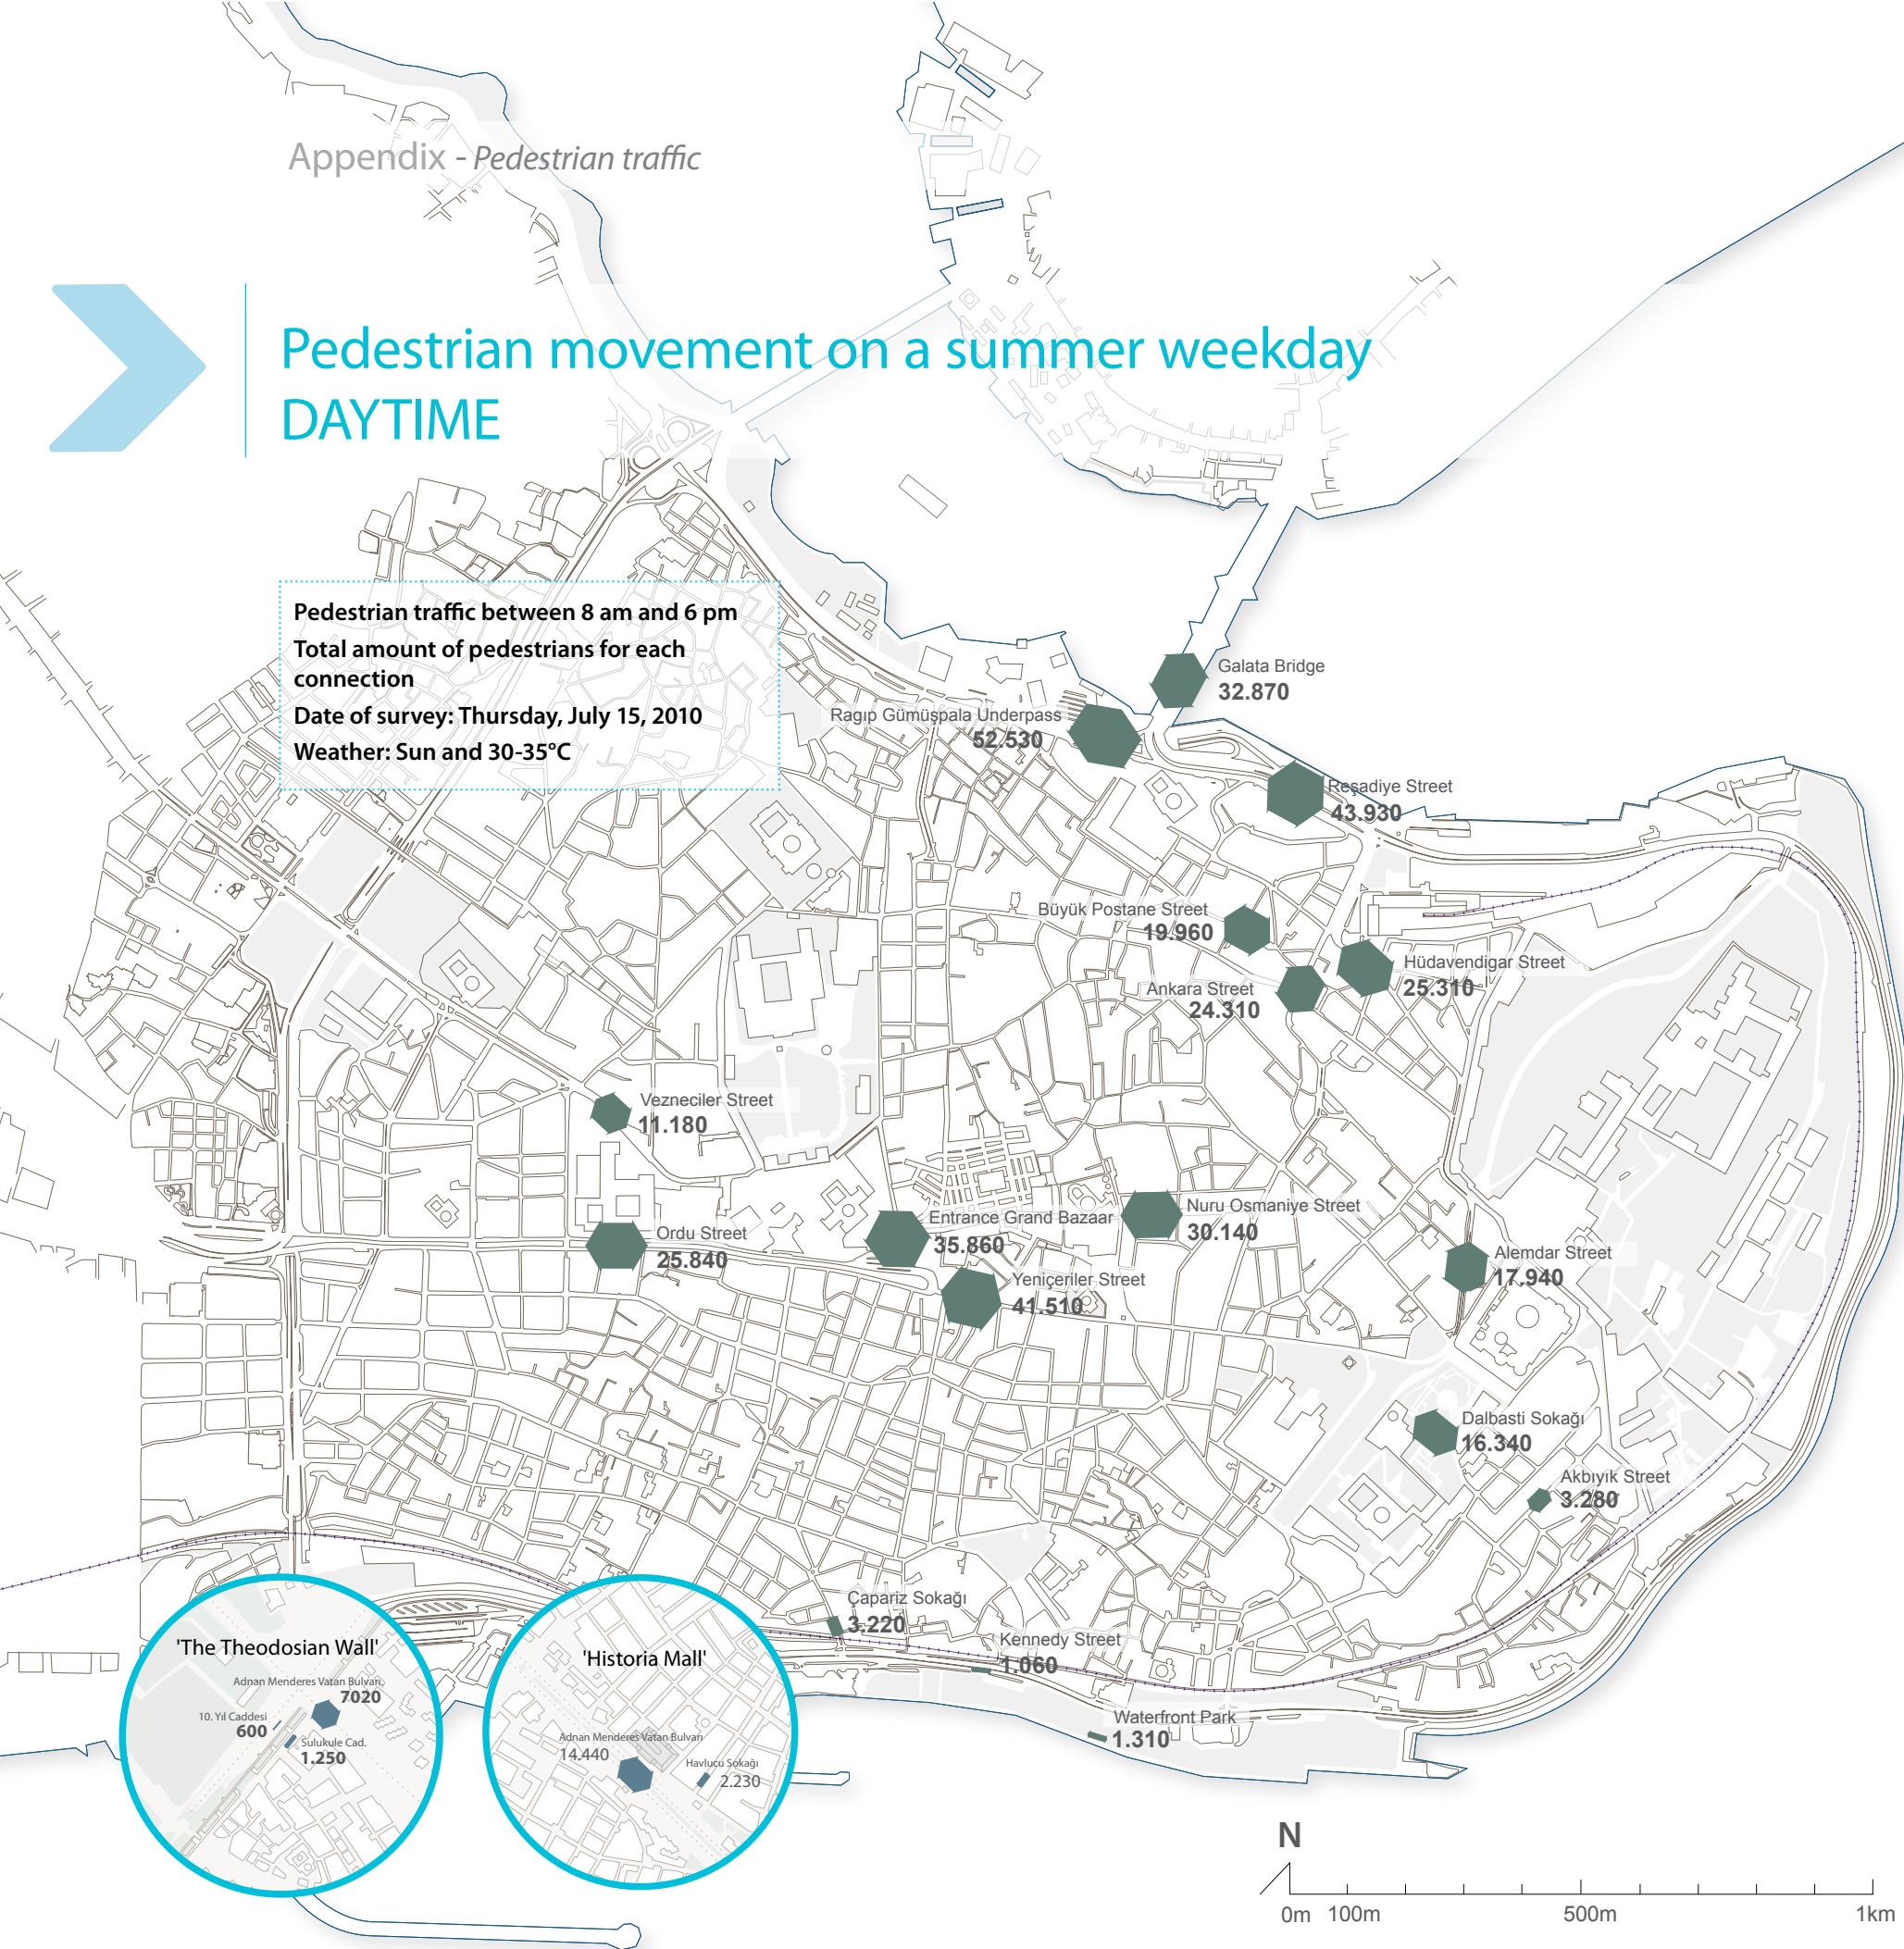 Appendix - Pedestrian traffic
Pedestrian movement on a summer weekday
DAYTIME
Pedestrian traffic between 8 am and 6 pm
Total amount of pedestrians for each
connection
Date of survey: Thursday, July 15, 2010
Weather: Sun and 30-35°C
Galata Bridge
32.870
Ragıp Gümüşpala Underpass
52.530
Reşadiye Street
43.930
Büyük Postane Street
19.960
Hüdavendigar Street
25.310
Ankara Street
24.310
Vezneciler Street
11.180
Nuru Osmaniye Street
30.140
Entrance Grand Bazaar
35.860
Ordu Street
25.840
Alemdar Street
17.940
Yeniçeriler Street
41.510
Dalbasti Sokağı
16.340
Akbıyık Street
3.280
Çapariz Sokağı
3.220
Kennedy Street
1.060
Waterfront Park
1.310
'The Theodosian Wall'
Adnan Menderes Vatan Bulvarı,
7020
10. Yıl Caddesi
600
Sulukule Cad.
1.250
'Historia Mall'
Adnan Menderes Vatan Bulvarı
14.440
Havlucu Sokağı
2.230
N
0m 100m 500m 1km